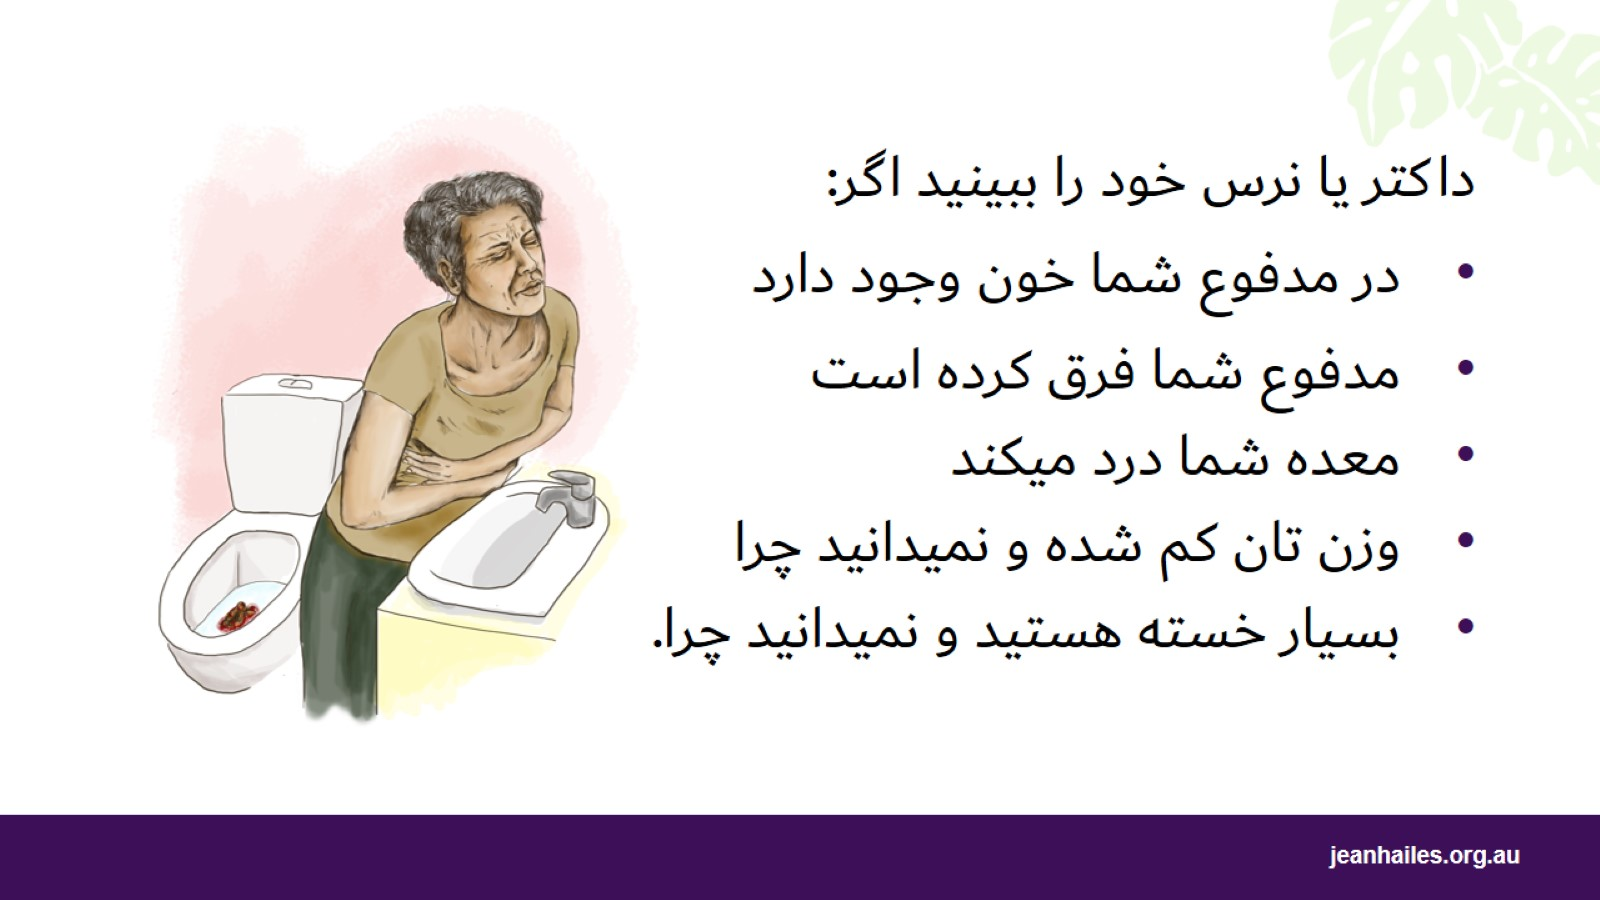 داکتر یا نرس خود را ببینید اگر:
• در مدفوع شما خون وجود دارد
• مدفوع شما فرق کرده است
• معده شما درد میکند
• وزن تان کم شده و نمیدانید چرا
• بسیار خسته هستید و نمیدانید چرا.
jeanhailes.org.au